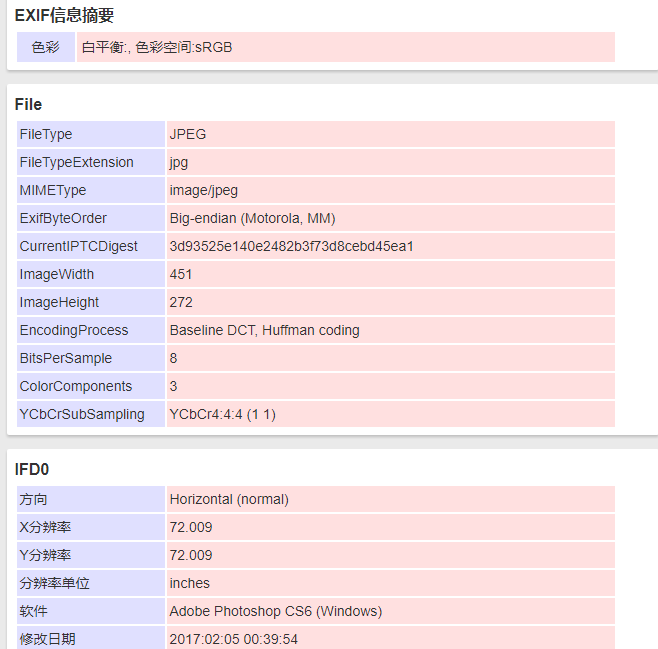 EXIF信息摘要
色彩 白平衡:, 色彩空间:sRGB
File
FileType JPEG
FileTypeExtension jpg
MIMEType image/jpeg
ExifByteOrder Big-endian (Motorola, MM)
CurrentIPTCDigest 3d93525e140e2482b3f73d8cebd45ea1
ImageWidth 451
ImageHeight 272
EncodingProcess Baseline DCT, Huffman coding
BitsPerSample 8
ColorComponents 3
YCbCrSubSampling YCbCr4:4:4 (1 1)
IFD0
方向 Horizontal (normal)
X分辨率 72.009
Y分辨率 72.009
分辨率单位 inches
软件 Adobe Photoshop CS6 (Windows)
修改日期 2017:02:05 00:39:54